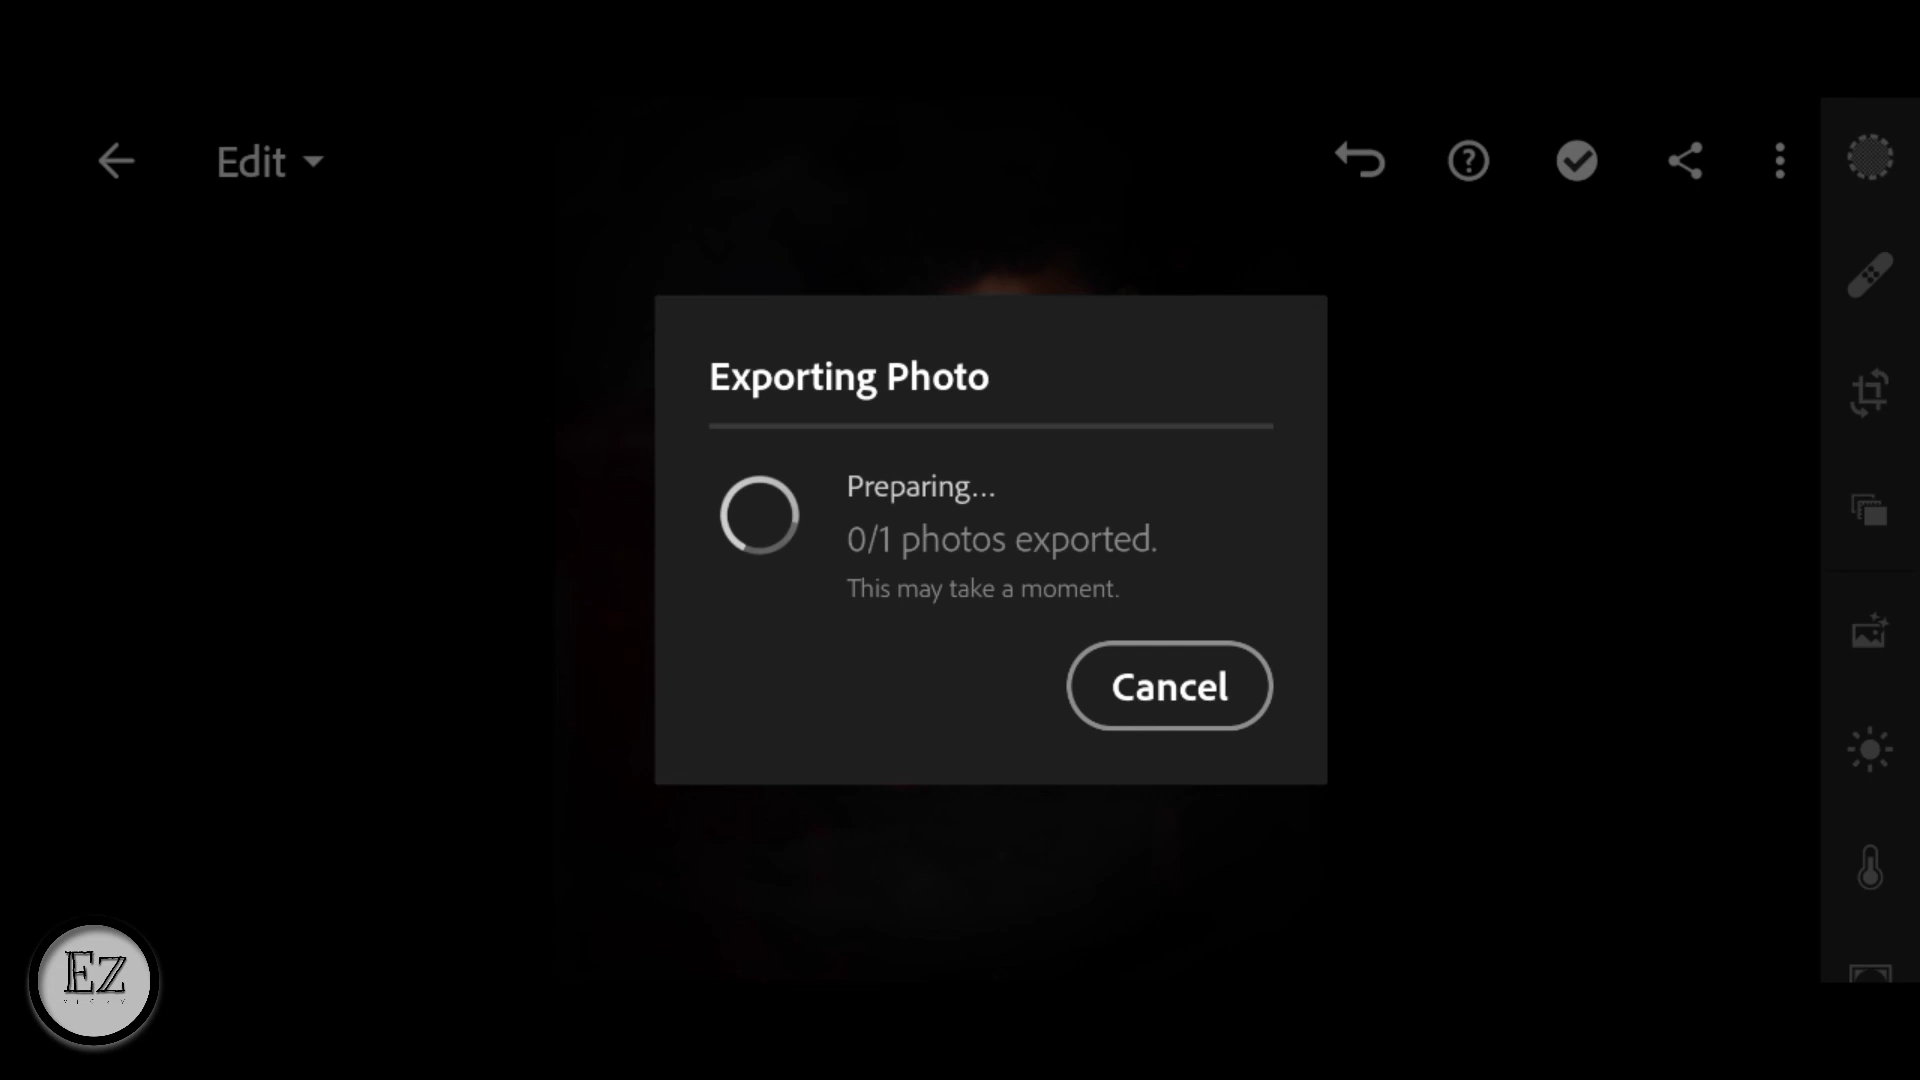 Edit
Exporting Photo
Preparing...
0/1 photos exported.
This may take a moment.
Cancel
EZ